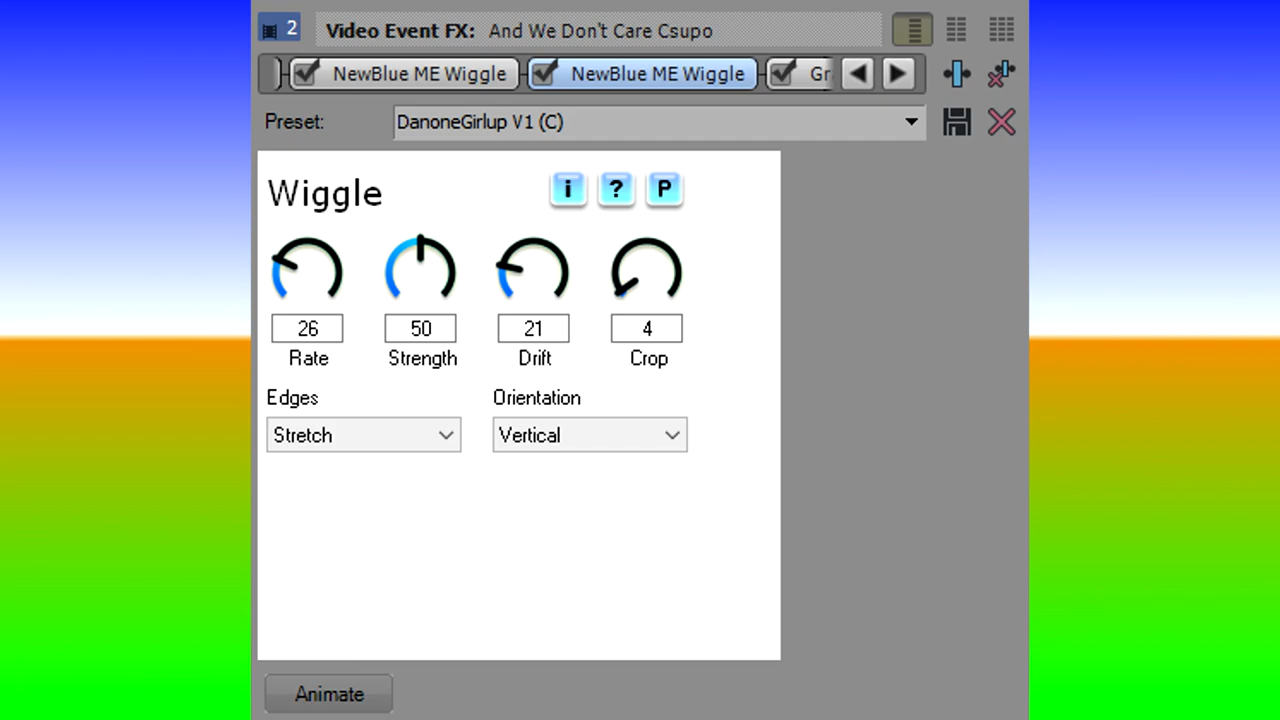 2 Video Event FX: And We Don't Care Csupo
NewBlue ME Wiggle NewBlue ME Wiggle Gr
Preset: DanoneGirlup V1 (C)
Wiggle i ? P
26 50 21 4
Rate Strength Drift Crop
Edges Orientation
Stretch Vertical
Animate